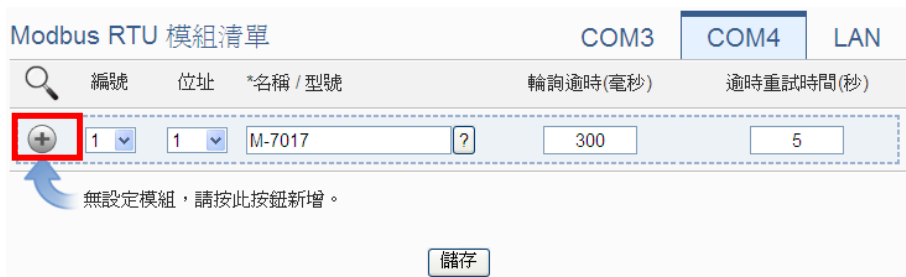 Modbus RTU 模組清單 COM3 COM4 LAN
編號 位址 *名稱 / 型號 輪詢逾時(毫秒) 逾時重試時間(秒)
1 1 M-7017 ? 300 5
無設定模組，請按此按鈕新增。
儲存